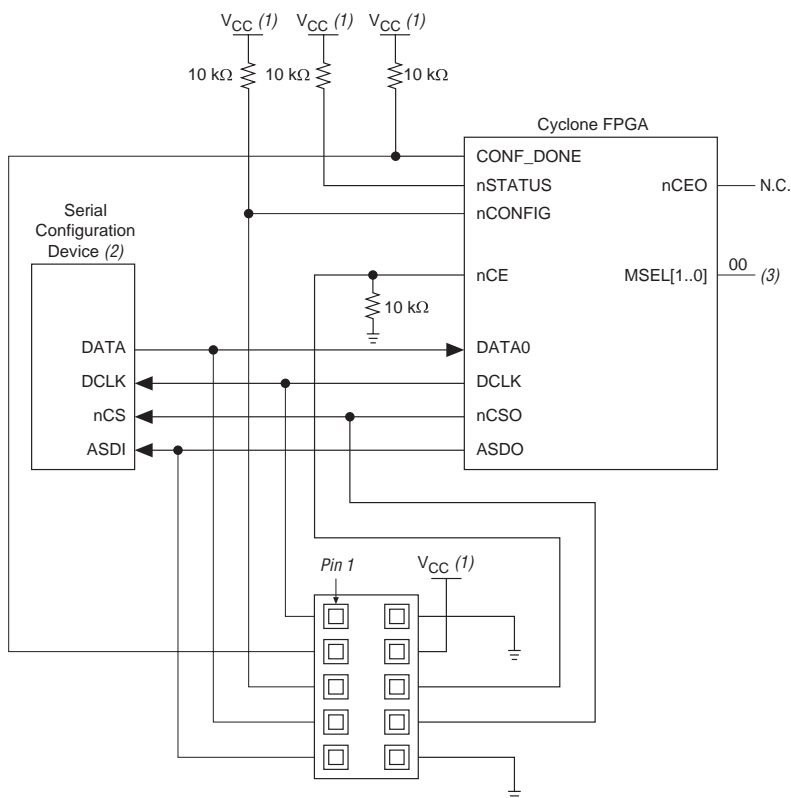 VCC (1) VCC (1) VCC (1)
10 kΩ 10 kΩ 10 kΩ
Cyclone FPGA
CONF_DONE
nSTATUS nCEO N.C.
nCONFIG
Serial
Configuration
Device (2)
nCE MSEL[1..0] 00 (3)
10 kΩ
DATA DATA0
DCLK DCLK
nCS nCSO
ASDI ASDO
Pin 1 VCC (1)